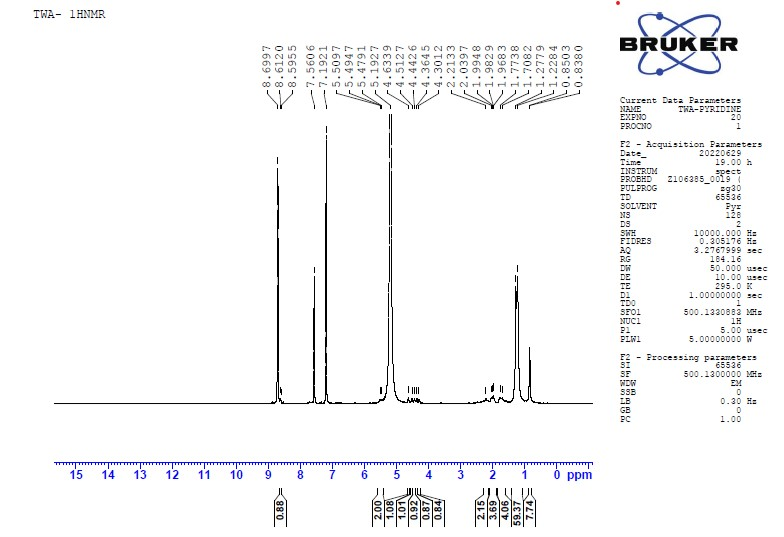 TWA- 1HNMR
8.6997
8.6120
8.5955
7.5606
7.1921
5.5097
5.4947
5.4791
5.1927
4.6339
4.5127
4.4426
4.3645
4.3012
2.2133
2.0397
1.9948
1.9829
1.9683
1.7738
1.7082
1.2779
1.2284
0.8503
0.8380
BRUKER
Current Data Parameters
NAME TWA-PYRIDINE
EXPNO 20
PROCNO 1
F2 - Acquisition Parameters
Date_ 20220629
Time 19.00 h
INSTRUM spect
PROBHD Z106385_0019 (
PULPROG zg30
TD 65536
SOLVENT Pyr
NS 128
DS 2
SWH 10000.000 Hz
FIDRES 0.305176 Hz
AQ 3.2767999 sec
RG 184.16
DW 50.000 usec
DE 10.00 usec
TE 295.0 K
D1 1.00000000 sec
TD0 1
SFO1 500.1330883 MHz
NUC1 1H
P1 5.00 usec
PLW1 5.00000000 W
F2 - Processing parameters
SI 65536
SF 500.1300000 MHz
WDW EM
SSB 0
LB 0.30 Hz
GB 0
PC 1.00
15 14 13 12 11 10 9 8 7 6 5 4 3 2 1 0 ppm
0.88
2.00
1.08
1.01
0.92
0.87
0.84
2.15
3.69
4.06
59.37
7.74